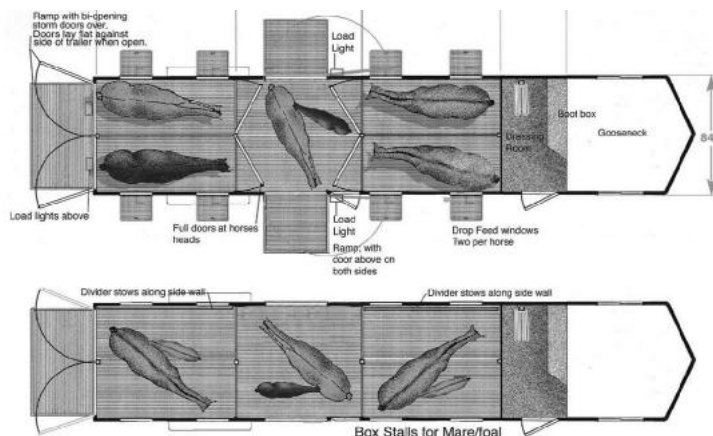 Ramp with bi-opening
storm doors over.
Doors lay flat against
side of trailer when open.
Load
Light
Boot box
Dressing
Room
Gooseneck
84
Load lights above
Full doors at horses
heads
Load
Light
Ramp, with
door above on
both sides
Drop Feed windows
Two per horse
Divider stows along side wall
Divider stows along side wall
Box Stalls for Mare/foal